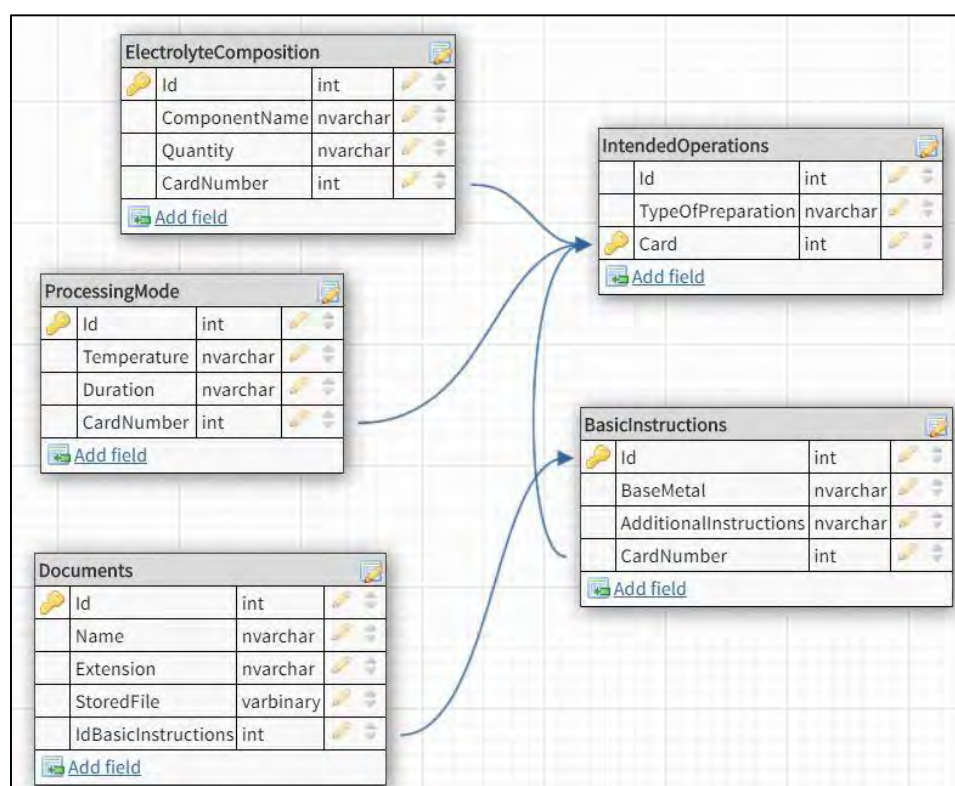 ElectrolyteComposition
Id int
ComponentName nvarchar
Quantity nvarchar
CardNumber int
Add field
IntendedOperations
Id int
TypeOfPreparation nvarchar
Card int
Add field
ProcessingMode
Id int
Temperature nvarchar
Duration nvarchar
CardNumber int
Add field
BasicInstructions
Id int
BaseMetal nvarchar
AdditionalInstructions nvarchar
CardNumber int
Add field
Documents
Id int
Name nvarchar
Extension nvarchar
StoredFile varbinary
IdBasicInstructions int
Add field